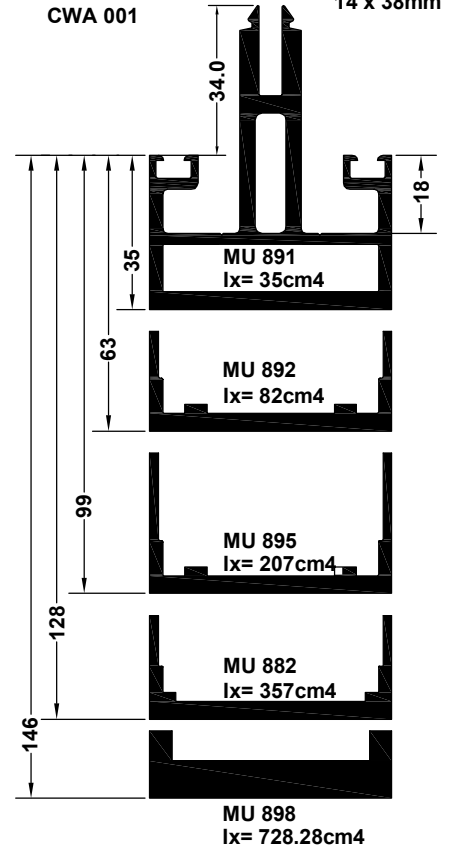 CWA 001
14 x 38mm
34.0
18
35
63
99
128
146
MU 891
Ix= 35cm4
MU 892
Ix= 82cm4
MU 895
Ix= 207cm4
MU 882
Ix= 357cm4
MU 898
Ix= 728.28cm4